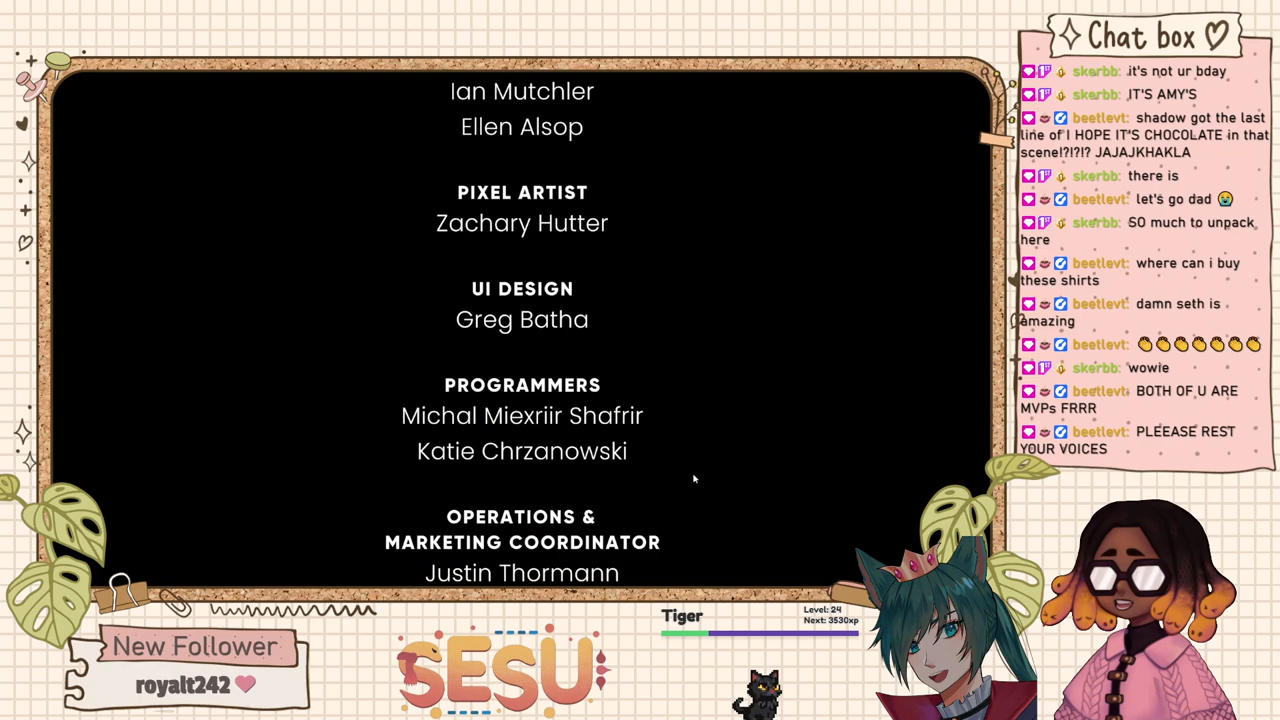 Ian Mutchler
Ellen Alsop
PIXEL ARTIST
Zachary Hutter
UI DESIGN
Greg Batha
PROGRAMMERS
Michal Miexriir Shafrir
Katie Chrzanowski
OPERATIONS &
MARKETING COORDINATOR
Justin Thormann
Chat box
skerbb: it's not ur bday
skerbb: IT'S AMY'S
beetlevt: shadow got the last
line of I HOPE IT'S CHOCOLATE in that
scene!?!?!? JAJAJKHAKLA
skerbb: there is
beetlevt: let's go dad 😭
skerbb: SO much to unpack
here
beetlevt: where can i buy
these shirts
beetlevt: damn seth is
amazing
beetlevt: 👏👏👏👏👏👏👏
skerbb: wowie
beetlevt: BOTH OF U ARE
MVPs FRRR
beetlevt: PLEEASE REST
YOUR VOICES
New Follower
royalt242
SESU
Tiger
Level: 24
Next: 3530xp